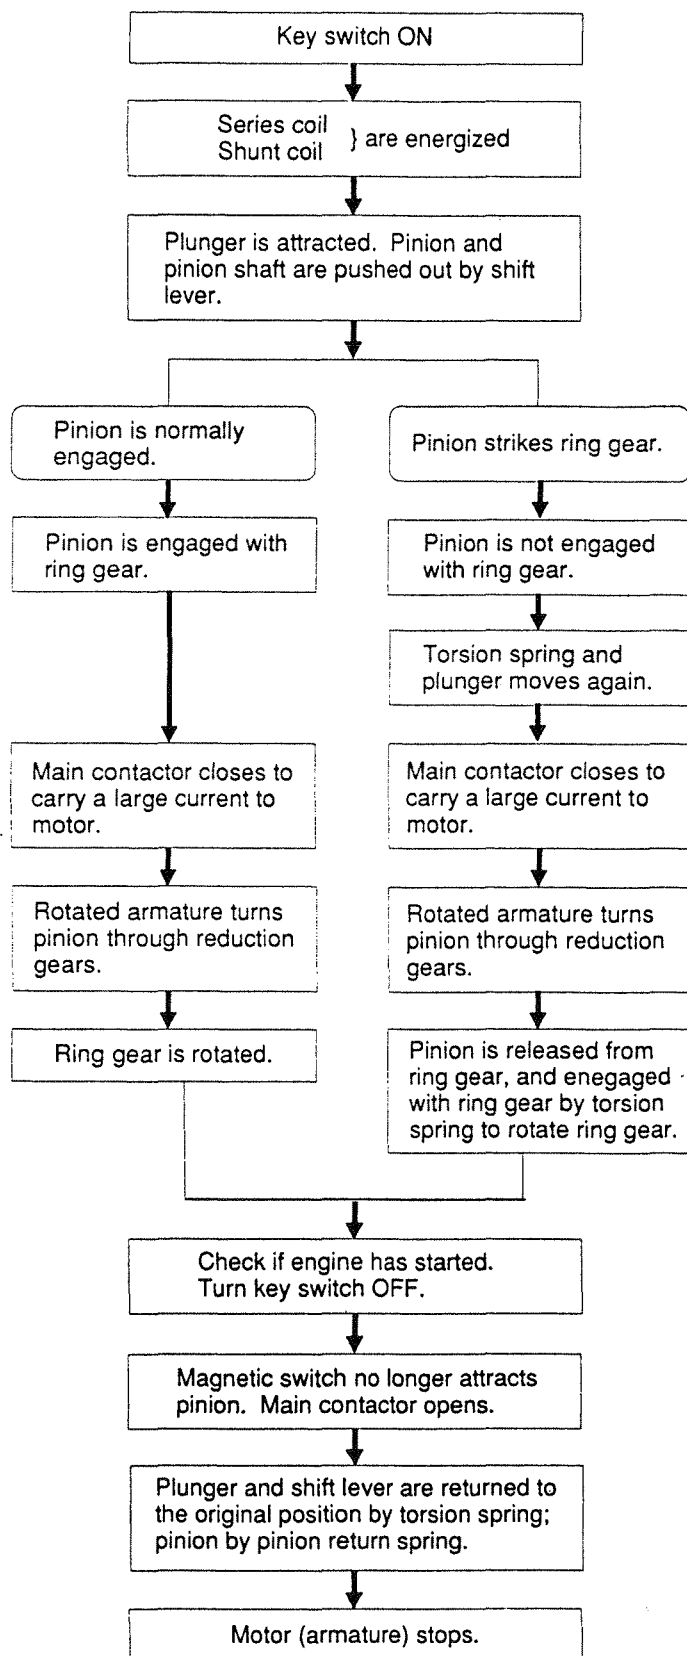 Key switch ON
Series coil
Shunt coil } are energized
Plunger is attracted. Pinion and
pinion shaft are pushed out by shift
lever.
Pinion is normally
engaged.
Pinion is engaged with
ring gear.
Main contactor closes to
carry a large current to
motor.
Rotated armature turns
pinion through reduction
gears.
Ring gear is rotated.
Pinion strikes ring gear.
Pinion is not engaged
with ring gear.
Torsion spring and
plunger moves again.
Main contactor closes to
carry a large current to
motor.
Rotated armature turns
pinion through reduction
gears.
Pinion is released from
ring gear, and enegaged
with ring gear by torsion
spring to rotate ring gear.
Check if engine has started.
Turn key switch OFF.
Magnetic switch no longer attracts
pinion. Main contactor opens.
Plunger and shift lever are returned to
the original position by torsion spring;
pinion by pinion return spring.
Motor (armature) stops.